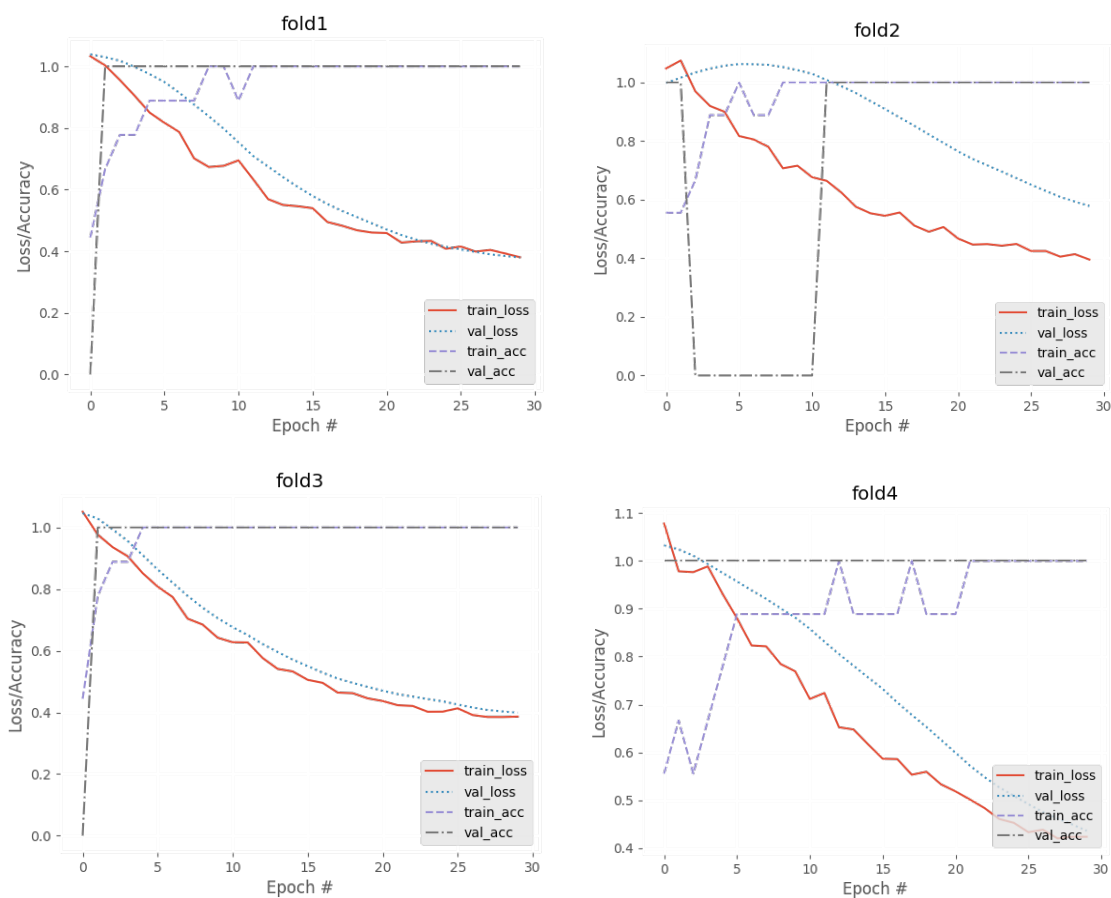 fold1
Loss/Accuracy
1.0
0.8
0.6
0.4
0.2
0.0
train_loss
val_loss
train_acc
val_acc
0 5 10 15 20 25 30
Epoch #
fold2
Loss/Accuracy
1.0
0.8
0.6
0.4
0.2
0.0
train_loss
val_loss
train_acc
val_acc
0 5 10 15 20 25 30
Epoch #
fold3
Loss/Accuracy
1.0
0.8
0.6
0.4
0.2
0.0
train_loss
val_loss
train_acc
val_acc
0 5 10 15 20 25 30
Epoch #
fold4
Loss/Accuracy
1.1
1.0
0.9
0.8
0.7
0.6
0.5
0.4
train_loss
val_loss
train_acc
val_acc
0 5 10 15 20 25 30
Epoch #